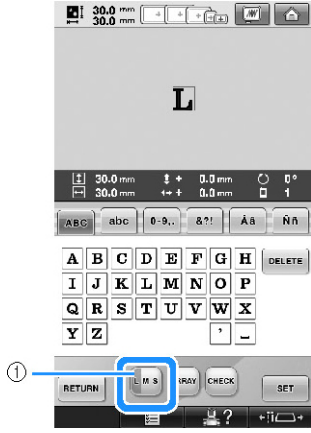 30.0 mm
30.0 mm
L
30.0 mm + 0.0 mm 0°
30.0 mm + 0.0 mm 1
ABC abc 0-9,. &?! Åä Ññ
A B C D E F G H DELETE
I J K L M N O P
Q R S T U V W X
Y Z ' _
1
RETURN L M S RRAY CHECK SET
?